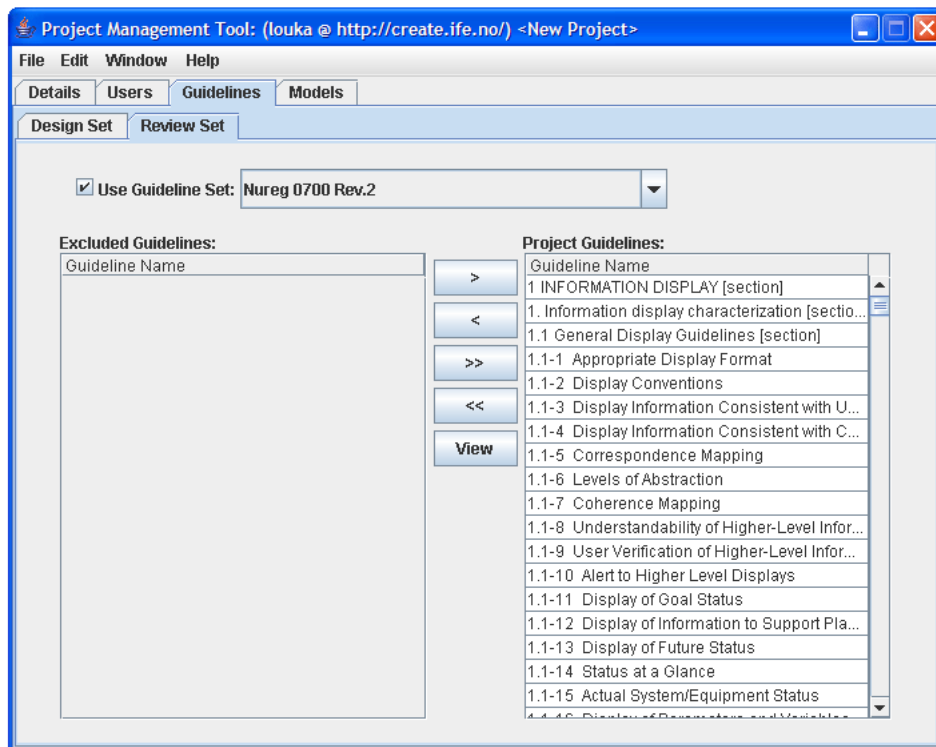 Project Management Tool: (louka @ http://create.ife.no/) <New Project>
File Edit Window Help
Details Users Guidelines Models
Design Set Review Set
Use Guideline Set: Nureg 0700 Rev.2
Excluded Guidelines:
Guideline Name
>
<
>>
<<
View
Project Guidelines:
Guideline Name
1 INFORMATION DISPLAY [section]
1. Information display characterization [sectio...
1.1 General Display Guidelines [section]
1.1-1 Appropriate Display Format
1.1-2 Display Conventions
1.1-3 Display Information Consistent with U...
1.1-4 Display Information Consistent with C...
1.1-5 Correspondence Mapping
1.1-6 Levels of Abstraction
1.1-7 Coherence Mapping
1.1-8 Understandability of Higher-Level Infor...
1.1-9 User Verification of Higher-Level Infor...
1.1-10 Alert to Higher Level Displays
1.1-11 Display of Goal Status
1.1-12 Display of Information to Support Pla...
1.1-13 Display of Future Status
1.1-14 Status at a Glance
1.1-15 Actual System/Equipment Status
1.1-16 Display of Parameters and Variables